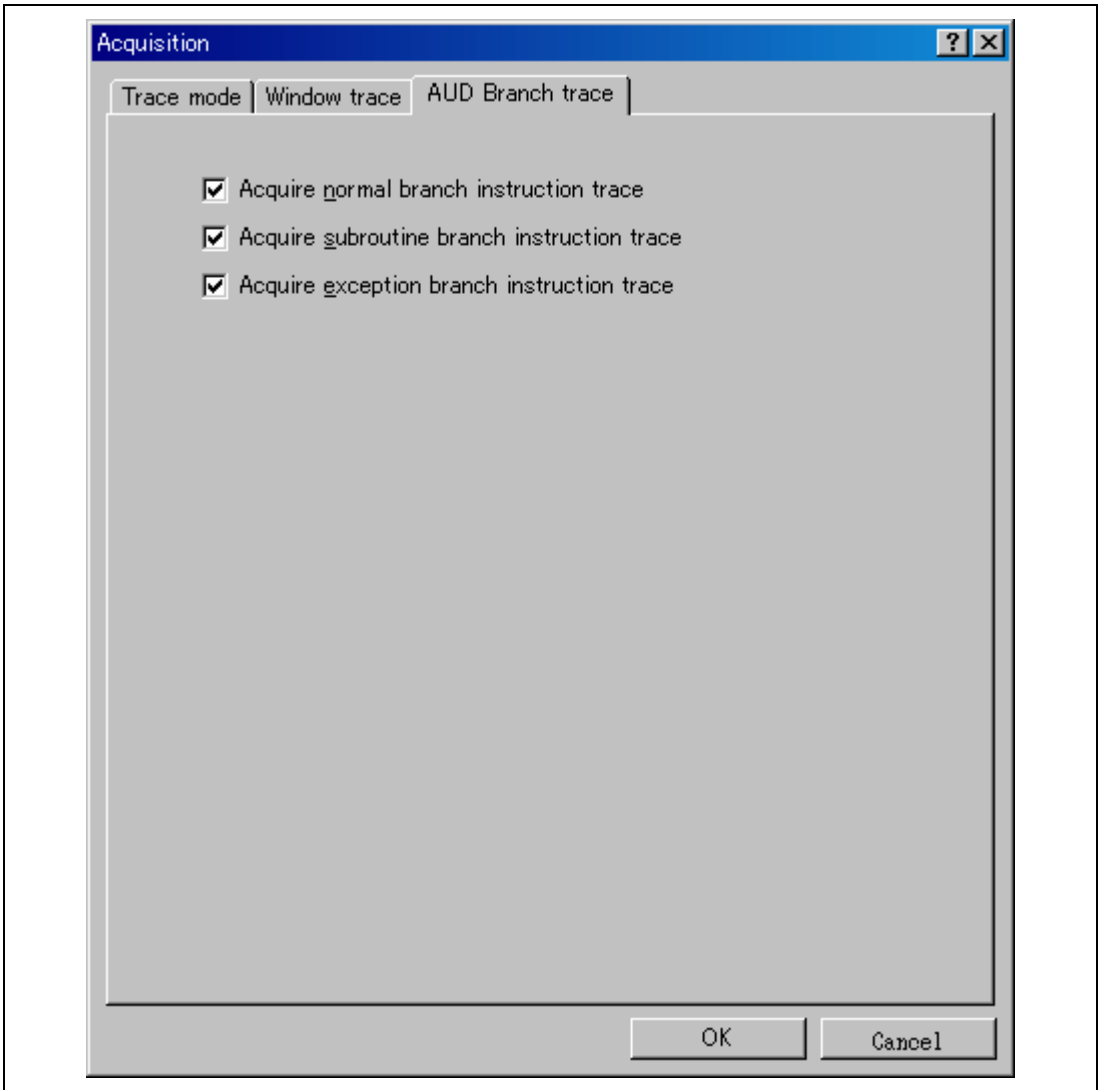 Acquisition
Trace mode Window trace AUD Branch trace
Acquire normal branch instruction trace
Acquire subroutine branch instruction trace
Acquire exception branch instruction trace
OK Cancel